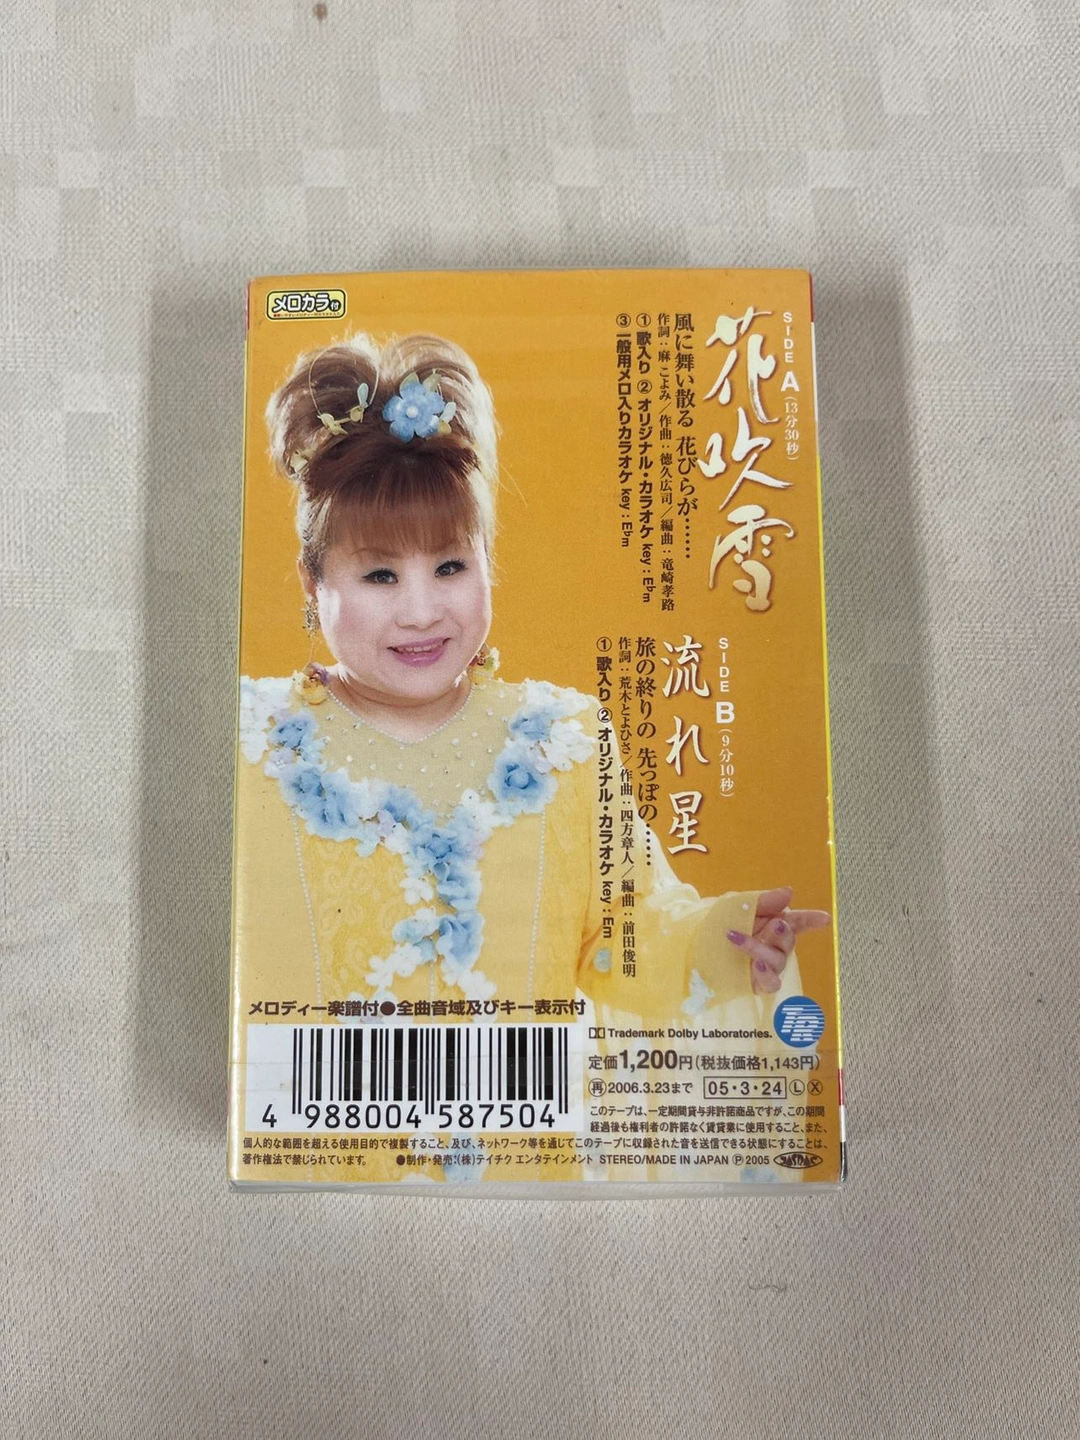 メロカラ付
SIDE A (13分30秒)
花吹雪
風に舞い散る 花びらが……
作詞：麻 こよみ／作曲：徳久広司／編曲：竜崎孝路
① 歌入り ② オリジナル・カラオケ key：E♭m
③ 一般用メロ入りカラオケ key：E♭m
SIDE B (9分10秒)
流れ星
旅の終りの 先っぽの……
作詞：荒木とよひさ／作曲：四方章人／編曲：前田俊明
① 歌入り ② オリジナル・カラオケ key：Em
メロディー楽譜付●全曲音域及びキー表示付
4 988004 587504
Trademark Dolby Laboratories.
定価1,200円(税抜価格1,143円)
再 2006.3.23まで 05・3・24 L X
このテープは、一定期間貸与非許諾商品ですが、この期間
経過後も権利者の許諾なく賃貸業に使用すること、また、
個人的な範囲を超える使用目的で複製すること、及び、ネットワーク等を通じてこのテープに収録された音を送信できる状態にすることは、
著作権法で禁じられています。 ●制作・発売：(株)テイチク エンタテインメント STEREO/MADE IN JAPAN Ⓟ2005 JASRAC